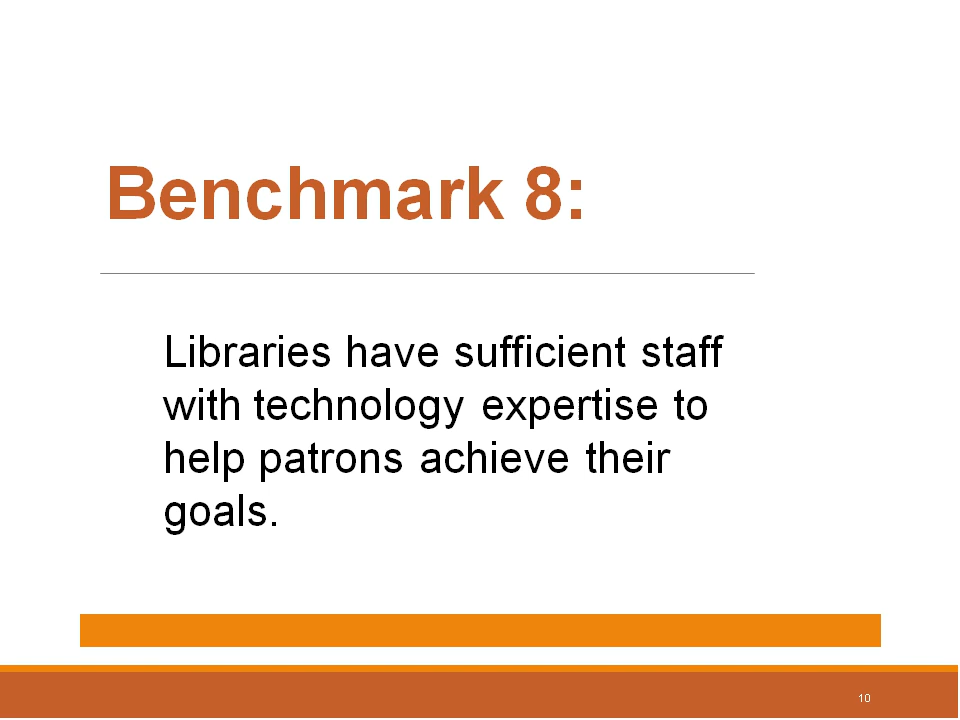 Benchmark 8:
Libraries have sufficient staff
with technology expertise to
help patrons achieve their
goals.
10